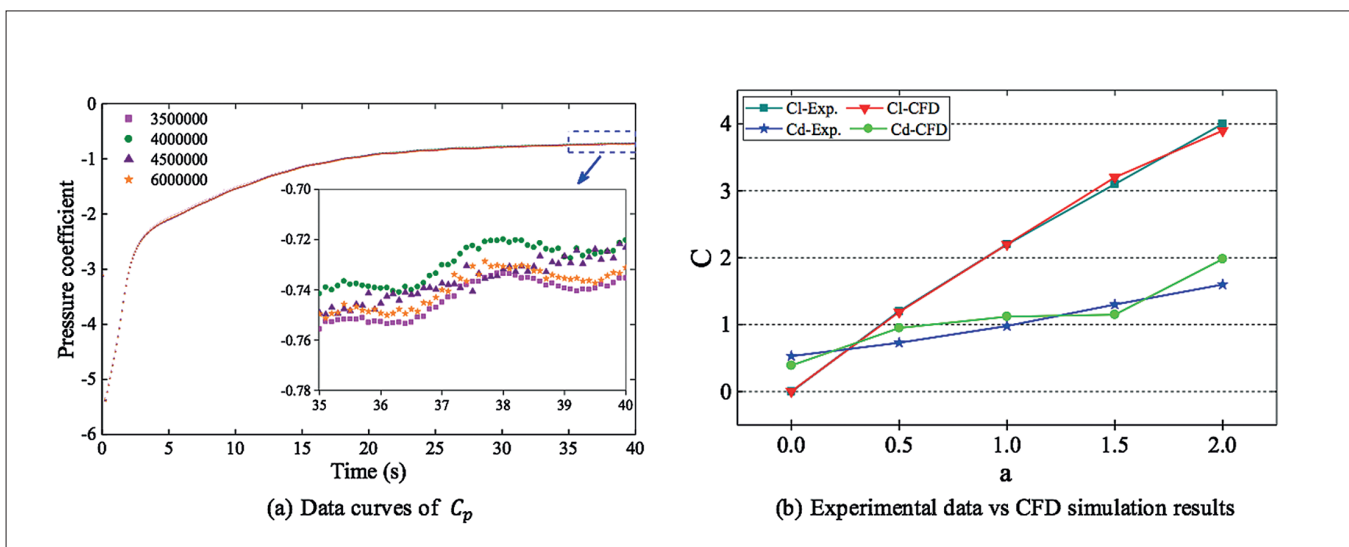 0
-1
-2
-3
-4
-5
-6
Pressure coefficient
3500000
4000000
4500000
6000000
-0.70
-0.72
-0.74
-0.76
-0.78
35 36 37 38 39 40
0 5 10 15 20 25 30 35 40
Time (s)
(a) Data curves of Cp
Cl-Exp. Cl-CFD
Cd-Exp. Cd-CFD
4
3
2
1
0
C
0.0 0.5 1.0 1.5 2.0
a
(b) Experimental data vs CFD simulation results